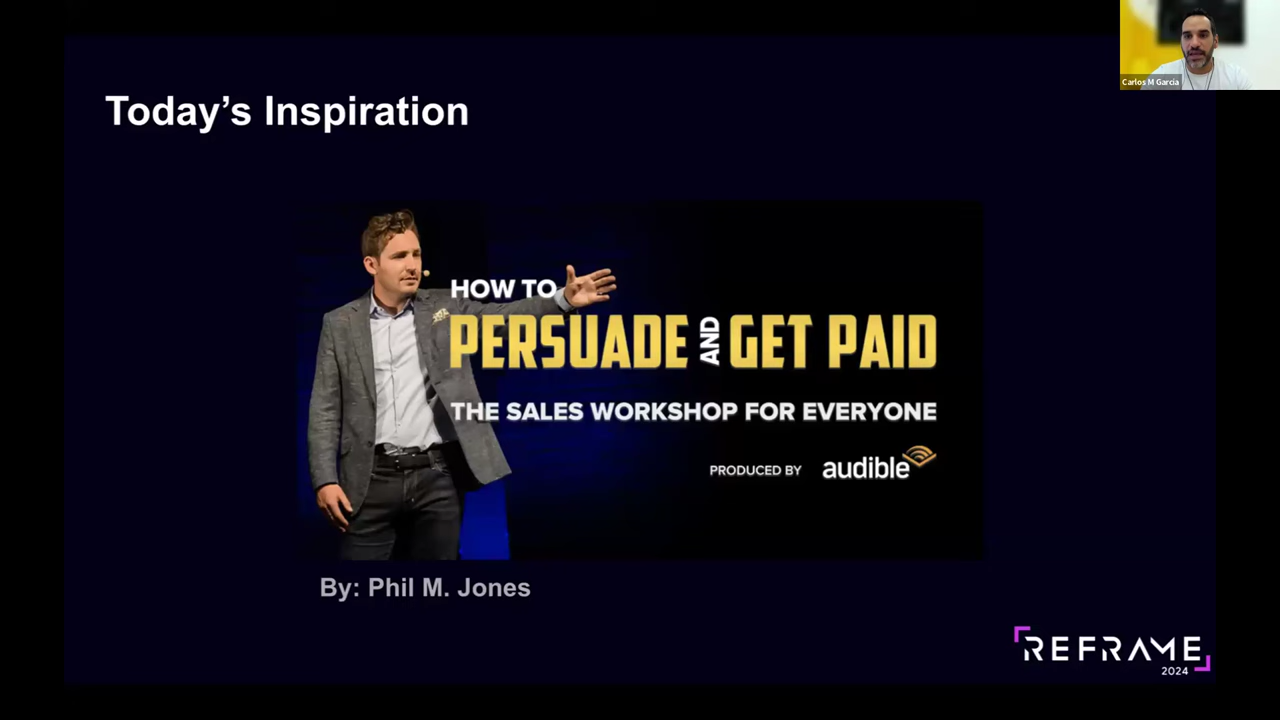 Carlos M Garcia
Today's Inspiration
HOW TO
PERSUADE AND GET PAID
THE SALES WORKSHOP FOR EVERYONE
PRODUCED BY audible
By: Phil M. Jones
REFRAME
2024